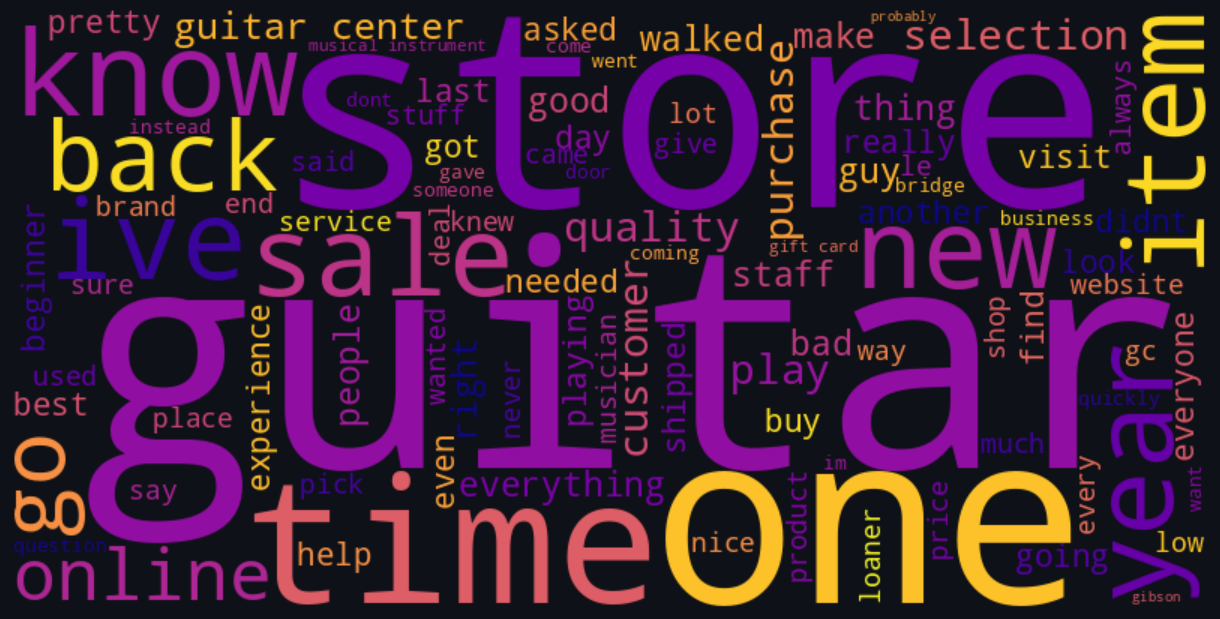 pretty
guitar center
asked
walked
make
probably
selection
item
know
store
musical instrument
come
went
purchase
always
dont
last
stuff
good
lot
thing
back
instead
said
got
day
came
door
give
really
guy
le
bridge
visit
gave
someone
brand
end
service
deal
knew
quality
another
business
didnt
beginner
ive
sale
coming
gift card
new
look
sure
needed
customer
staff
website
guitar
experience
people
wanted
right
never
playing
musician
shipped
bad
way
play
shop
find
gc
everyone
used
best
place
buy
quickly
year
go
say
pick
even
everything
im
much
every
want
time
one
question
online
help
nice
product
loaner
price
going
low
gibson